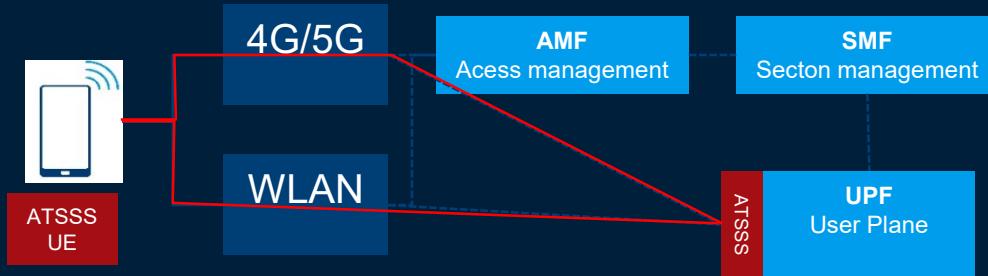 4G/5G
AMF
Acess management
SMF
Secton management
WLAN
ATSSS
UE
ATSSS
UPF
User Plane